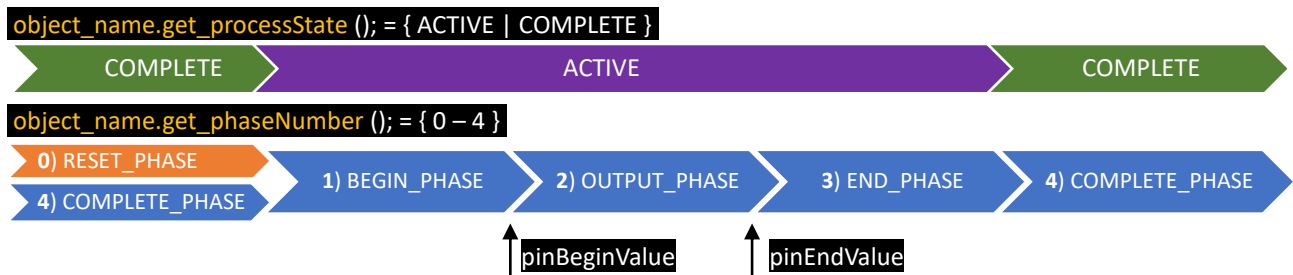 object_name.get_processState (); = { ACTIVE | COMPLETE }
COMPLETE ACTIVE COMPLETE
object_name.get_phaseNumber (); = { 0 – 4 }
0) RESET_PHASE
4) COMPLETE_PHASE
1) BEGIN_PHASE 2) OUTPUT_PHASE 3) END_PHASE 4) COMPLETE_PHASE
pinBeginValue pinEndValue